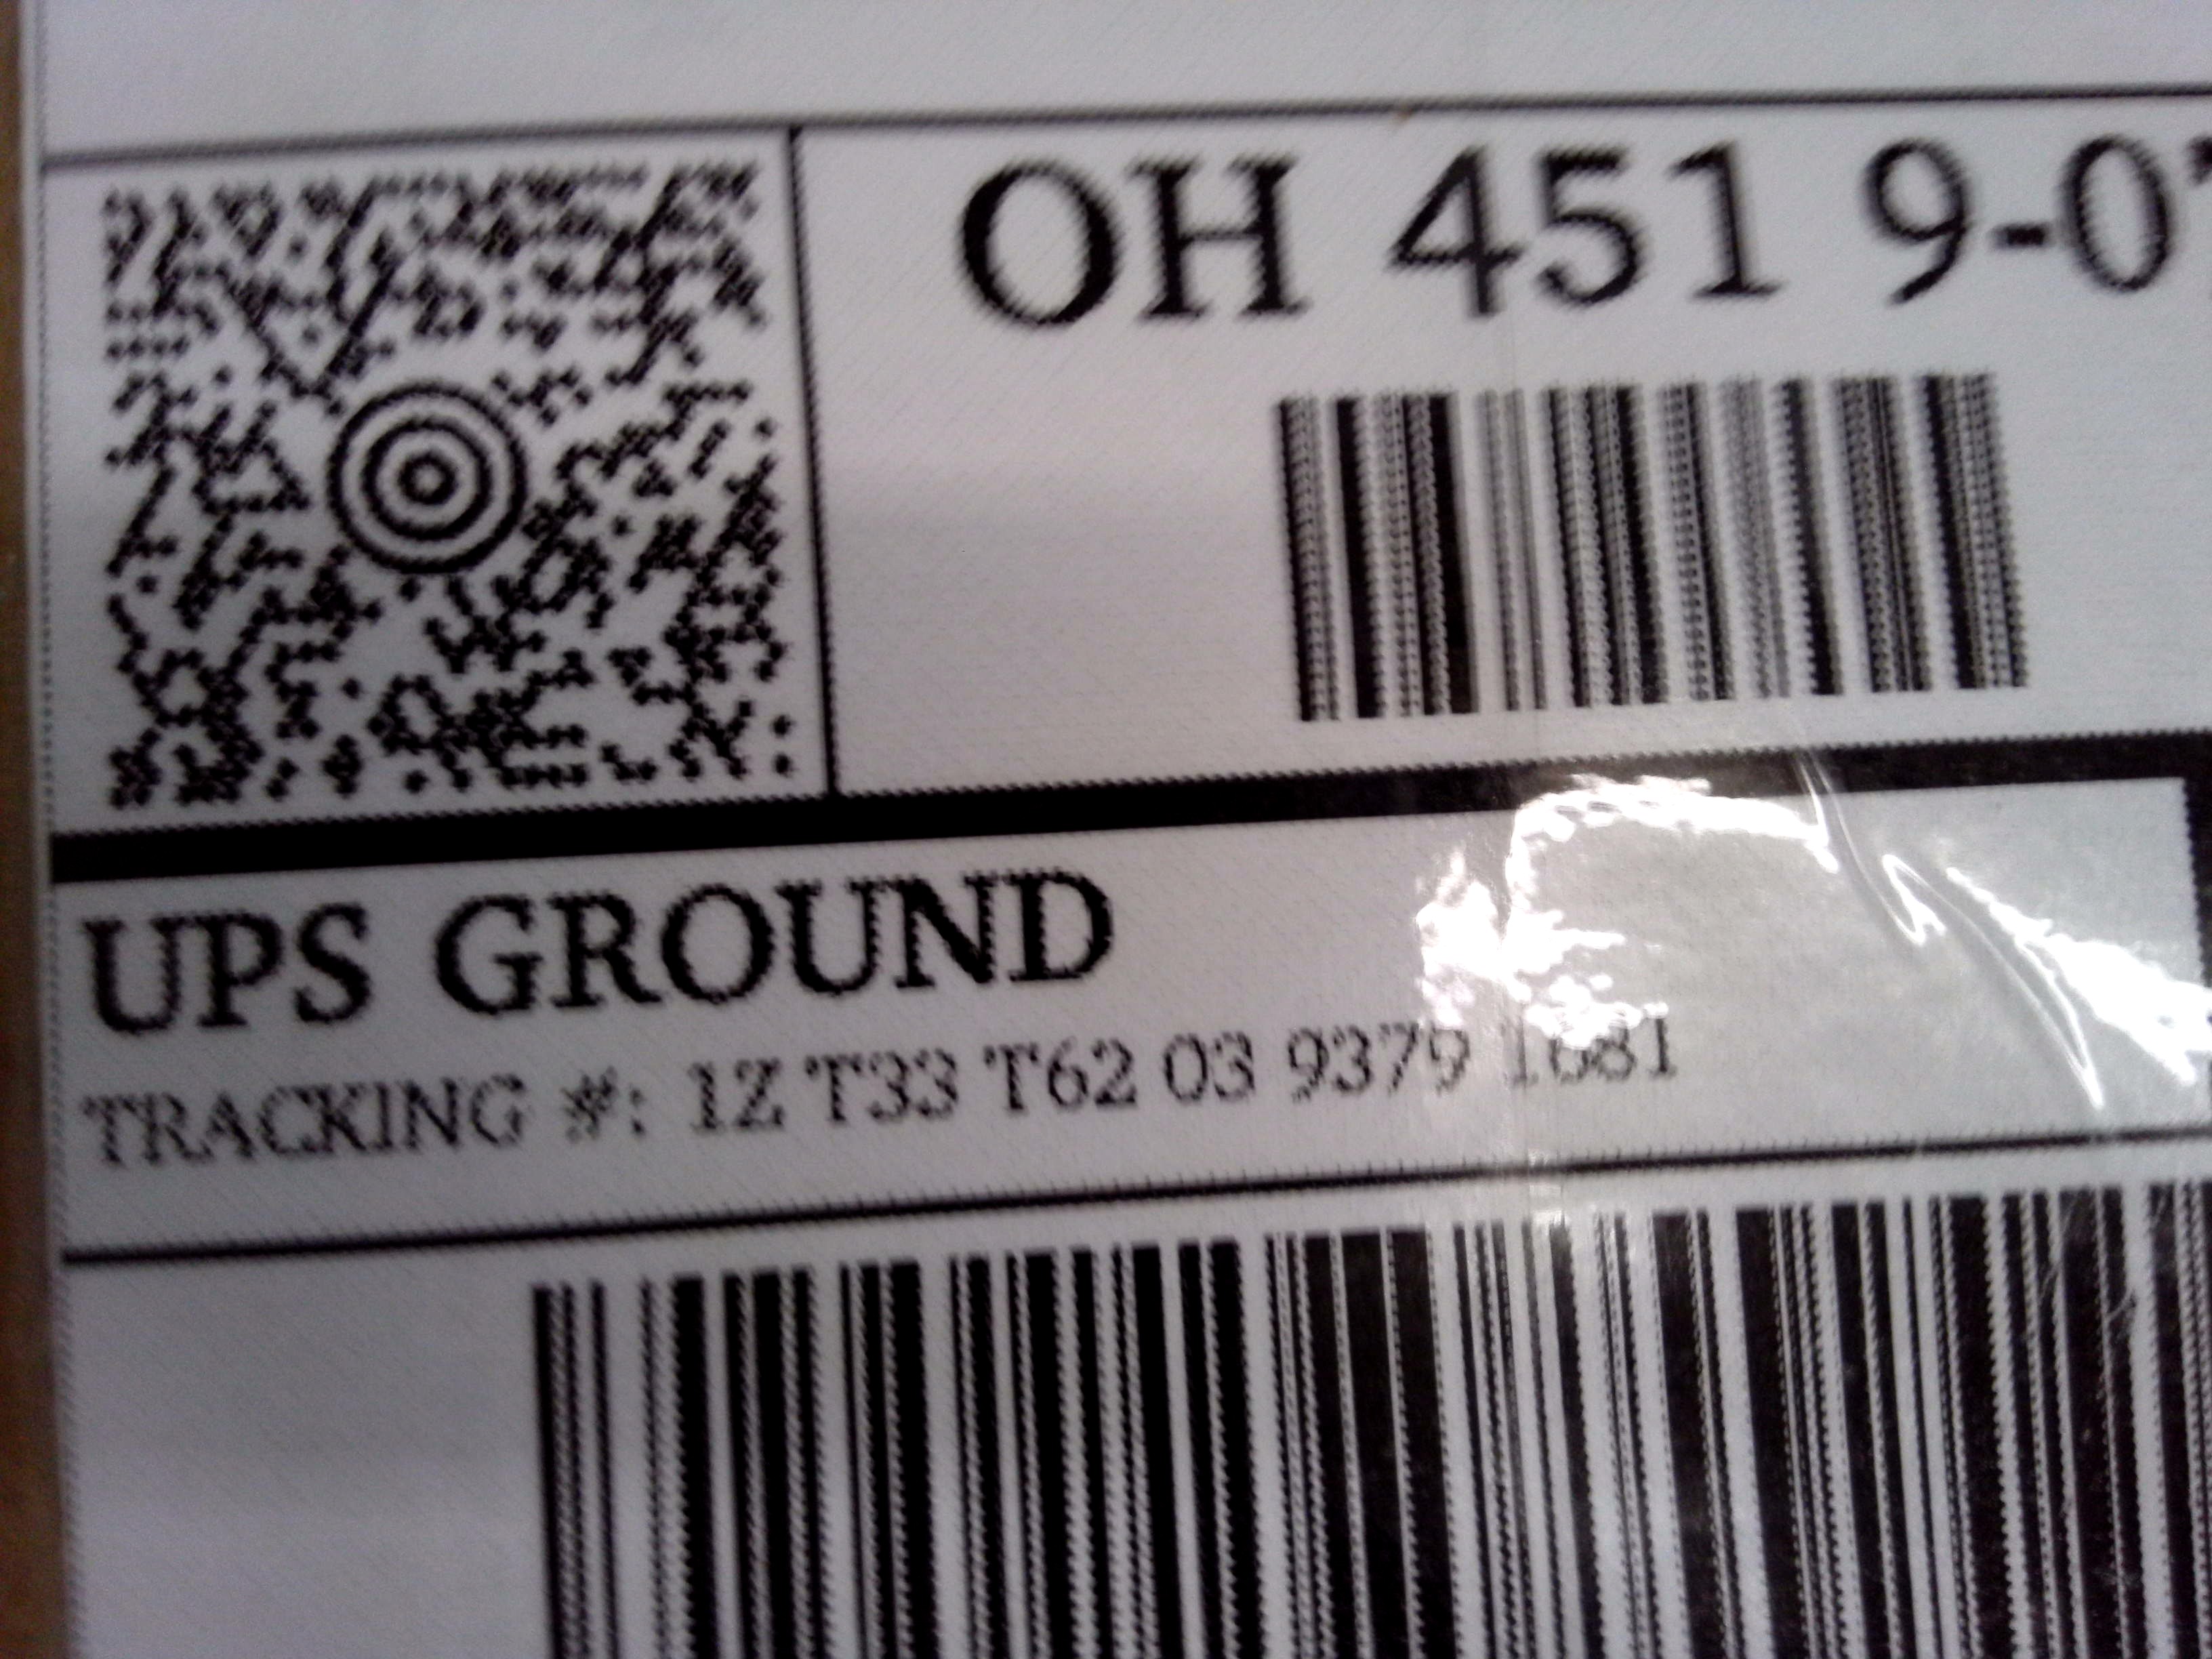 OH 451 9-0
UPS GROUND
TRACKING #: 1Z T33 T62 03 9379 1681